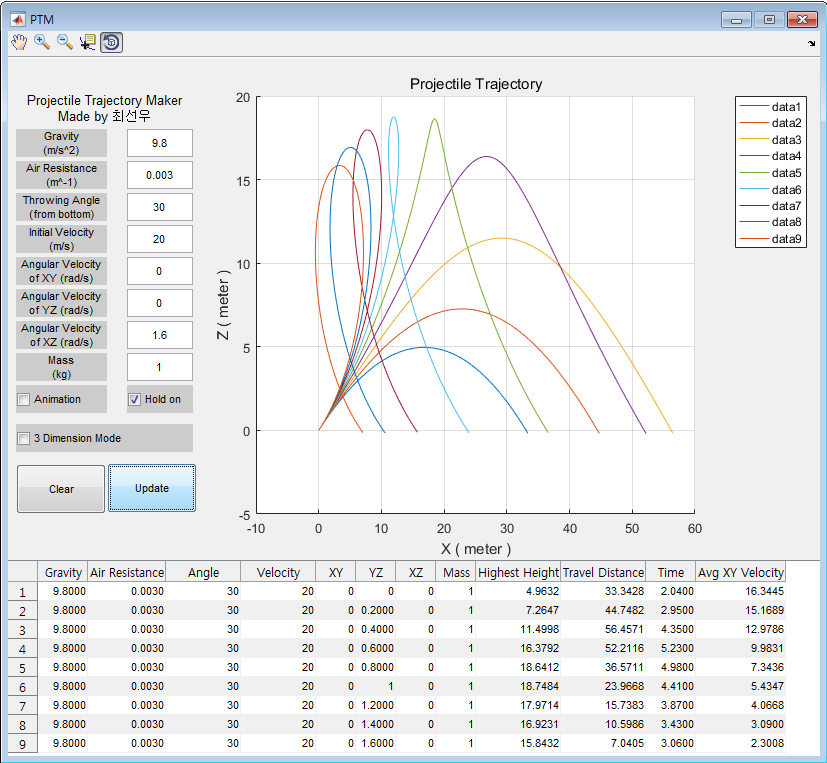 PTM
Projectile Trajectory Maker
Made by 최선우
Gravity
(m/s^2)
9.8
Air Resistance
(m^-1)
0.003
Throwing Angle
(from bottom)
30
Initial Velocity
(m/s)
20
Angular Velocity
of XY (rad/s)
0
Angular Velocity
of YZ (rad/s)
0
Angular Velocity
of XZ (rad/s)
1.6
Mass
(kg)
1
Animation
Hold on
3 Dimension Mode
Clear
Update
Projectile Trajectory
Z ( meter )
20
15
10
5
0
-5
-10 0 10 20 30 40 50 60
X ( meter )
data1
data2
data3
data4
data5
data6
data7
data8
data9
Gravity Air Resistance Angle Velocity XY YZ XZ Mass Highest Height Travel Distance Time Avg XY Velocity
1 9.8000 0.0030 30 20 0 0 0 1 4.9632 33.3428 2.0400 16.3445
2 9.8000 0.0030 30 20 0 0.2000 0 1 7.2647 44.7482 2.9500 15.1689
3 9.8000 0.0030 30 20 0 0.4000 0 1 11.4998 56.4571 4.3500 12.9786
4 9.8000 0.0030 30 20 0 0.6000 0 1 16.3792 52.2116 5.2300 9.9831
5 9.8000 0.0030 30 20 0 0.8000 0 1 18.6412 36.5711 4.9800 7.3436
6 9.8000 0.0030 30 20 0 1 0 1 18.7484 23.9668 4.4100 5.4347
7 9.8000 0.0030 30 20 0 1.2000 0 1 17.9714 15.7383 3.8700 4.0668
8 9.8000 0.0030 30 20 0 1.4000 0 1 16.9231 10.5986 3.4300 3.0900
9 9.8000 0.0030 30 20 0 1.6000 0 1 15.8432 7.0405 3.0600 2.3008